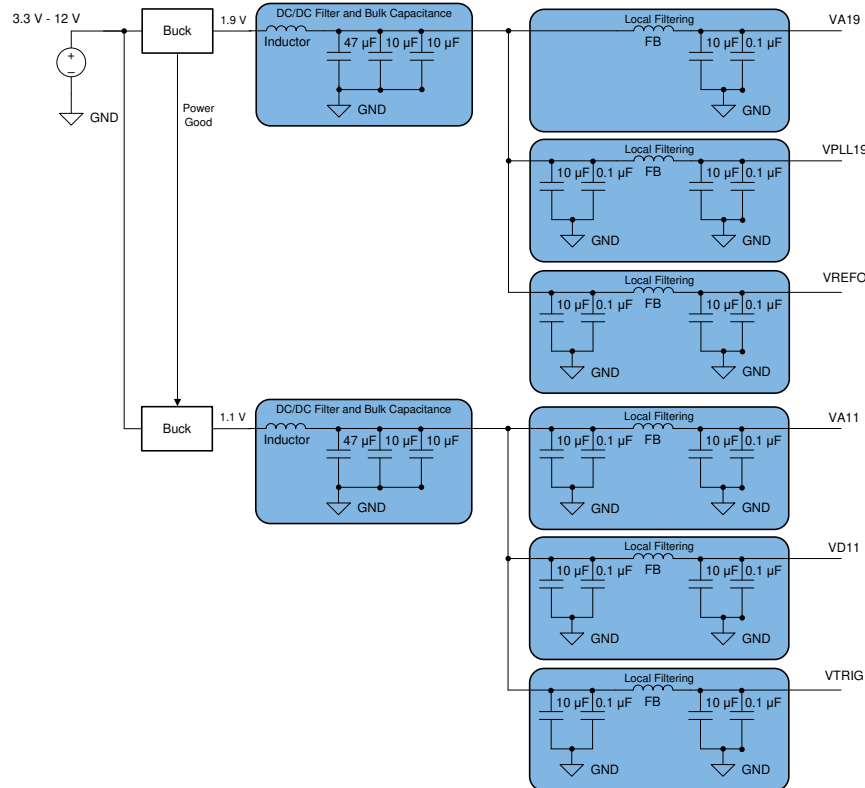 3.3 V - 12 V
+
−
GND
Buck
1.9 V
Power
Good
DC/DC Filter and Bulk Capacitance
Inductor
47 µF 10 µF 10 µF
GND
Local Filtering
FB
10 µF 0.1 µF
GND
VA19
Local Filtering
10 µF 0.1 µF FB 10 µF 0.1 µF
GND GND
VPLL19
Local Filtering
10 µF 0.1 µF FB 10 µF 0.1 µF
GND GND
VREFO
Buck
1.1 V
DC/DC Filter and Bulk Capacitance
Inductor
47 µF 10 µF 10 µF
GND
Local Filtering
10 µF 0.1 µF FB 10 µF 0.1 µF
GND GND
VA11
Local Filtering
10 µF 0.1 µF FB 10 µF 0.1 µF
GND GND
VD11
Local Filtering
10 µF 0.1 µF FB 10 µF 0.1 µF
GND GND
VTRIG